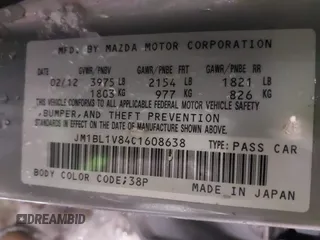 MFD. BY MAZDA MOTOR CORPORATION
DATE GVWR/PNBV GAWR/PNBE FRT GAWR/PNBE RR
02/12 3975 LB 2154 LB 1821 LB
1803 KG 977 KG 826 KG
THIS VEHICLE CONFORMS TO ALL APPLICABLE FEDERAL MOTOR VEHICLE SAFETY
,BUMPER,AND THEFT PREVENTION
STANDARDS IN EFFECT ON THE DATE OF MANUFACTURE SHOWN ABOVE.
JM1BL1V84C1608638 TYPE: PASS CAR
BODY COLOR CODE;38P
MADE IN JAPAN
DREAMBID